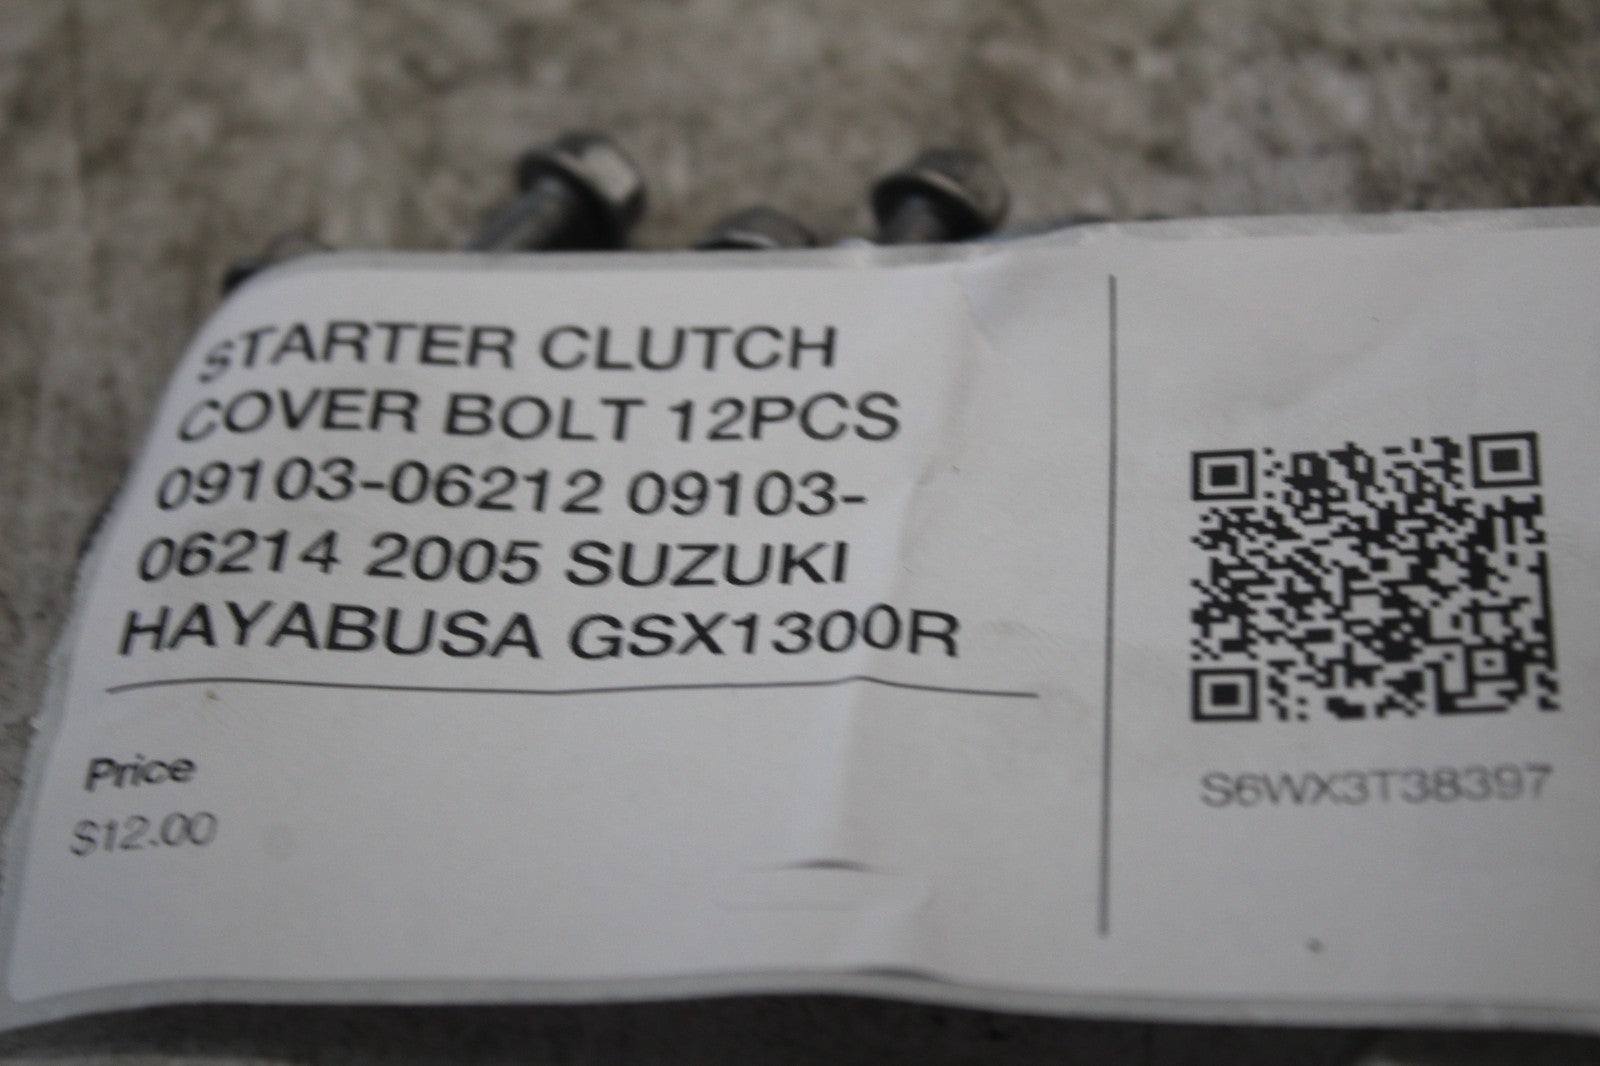 STARTER CLUTCH
COVER BOLT 12PCS
09103-06212 09103-
06214 2005 SUZUKI
HAYABUSA GSX1300R
Price
$12.00
S6WX3T38397